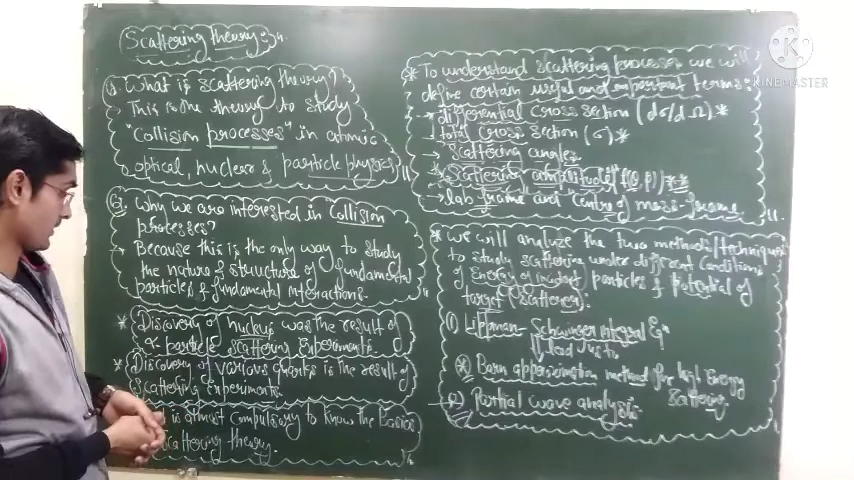 Scattering theory:
Q. What is scattering theory?
→ This is the theory to study
"Collision processes" in atomic
optical, nuclear & particle physics
Q. Why we are interested in "Collision
processes?
→ Because this is the only way to study
the nature & structure of fundamental
particles & fundamental interactions.
* Discovery of nucleus was the result of
α particle scattering Experiments.
* Discovery of various quarks is the result of
scattering Experiments.
is atmost Compulsory to know the Basics
scattering theory.
* To understand scattering processes we will
define certain useful and important terms:
→ differential cross section (dσ/dΩ)*
→ total cross section (σ)*
→ scattering angles
→ Scattering amplitude f(θ,φ)**
→ lab-frame and "Centre of mass-frame
* We will analyze the two methods/techniques
to study scattering under different Conditions
of Energy of (incident) particles & potential of
target (scatterer).
(1) Lippman- Schwinger integral Eqn
↓ lead us to
(*) Born approximation method for high Energy
Scattering
(2) Partial wave analysis.
KINEMASTER